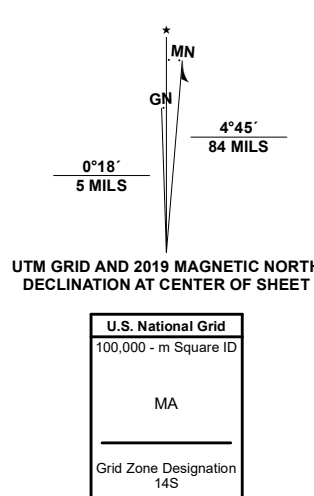 ★
MN
GN
4°45´
84 MILS
0°18´
5 MILS
UTM GRID AND 2019 MAGNETIC NORTH
DECLINATION AT CENTER OF SHEET
U.S. National Grid
100,000 - m Square ID
MA
Grid Zone Designation
14S